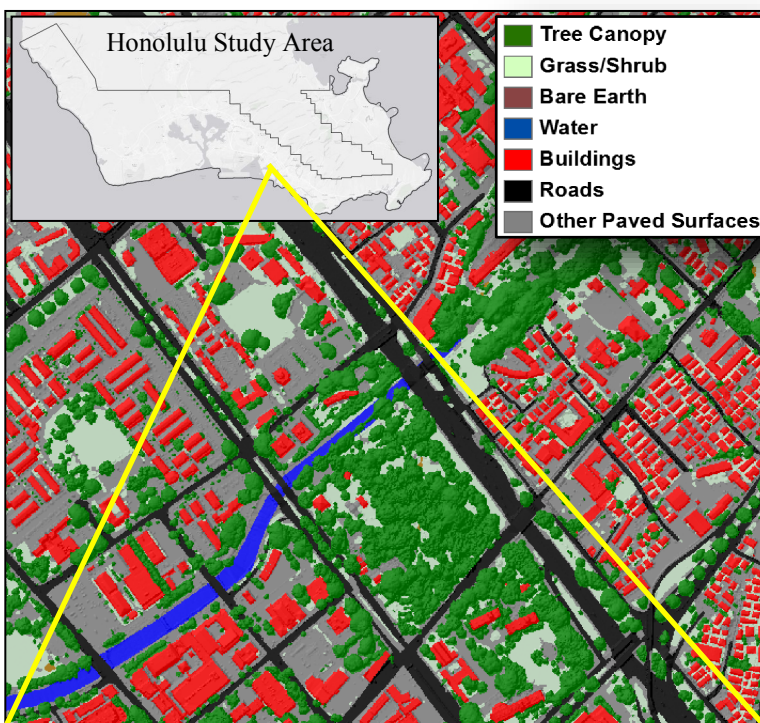 Honolulu Study Area
Tree Canopy
Grass/Shrub
Bare Earth
Water
Buildings
Roads
Other Paved Surfaces